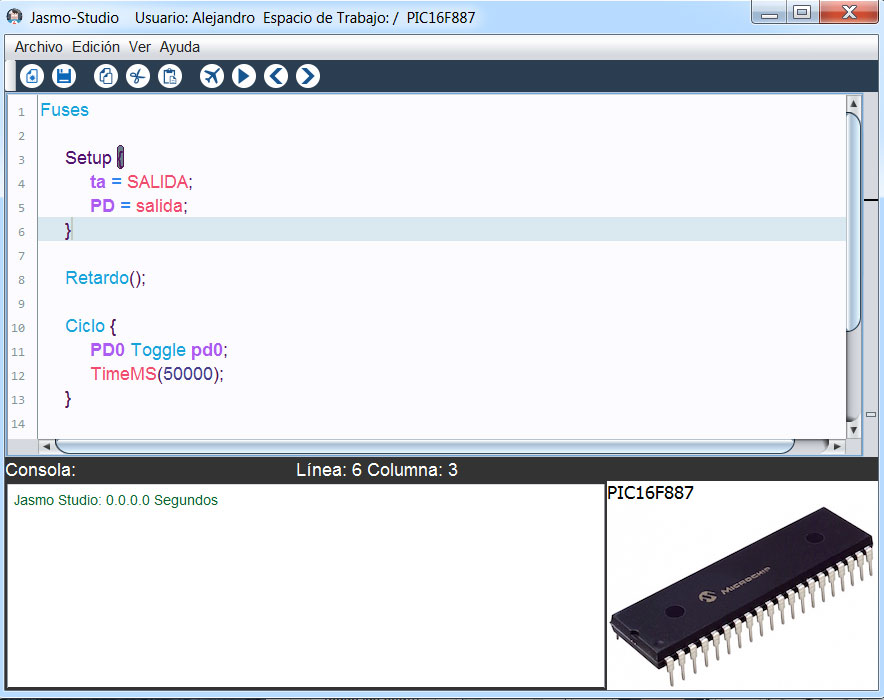 Jasmo-Studio Usuario: Alejandro Espacio de Trabajo: / PIC16F887
Archivo Edición Ver Ayuda
1 Fuses
2
3 Setup {
4 ta = SALIDA;
5 PD = salida;
6 }
7
8 Retardo();
9
10 Ciclo {
11 PD0 Toggle pd0;
12 TimeMS(50000);
13 }
14
Consola: Línea: 6 Columna: 3
Jasmo Studio: 0.0.0.0 Segundos
PIC16F887
MICROCHIP